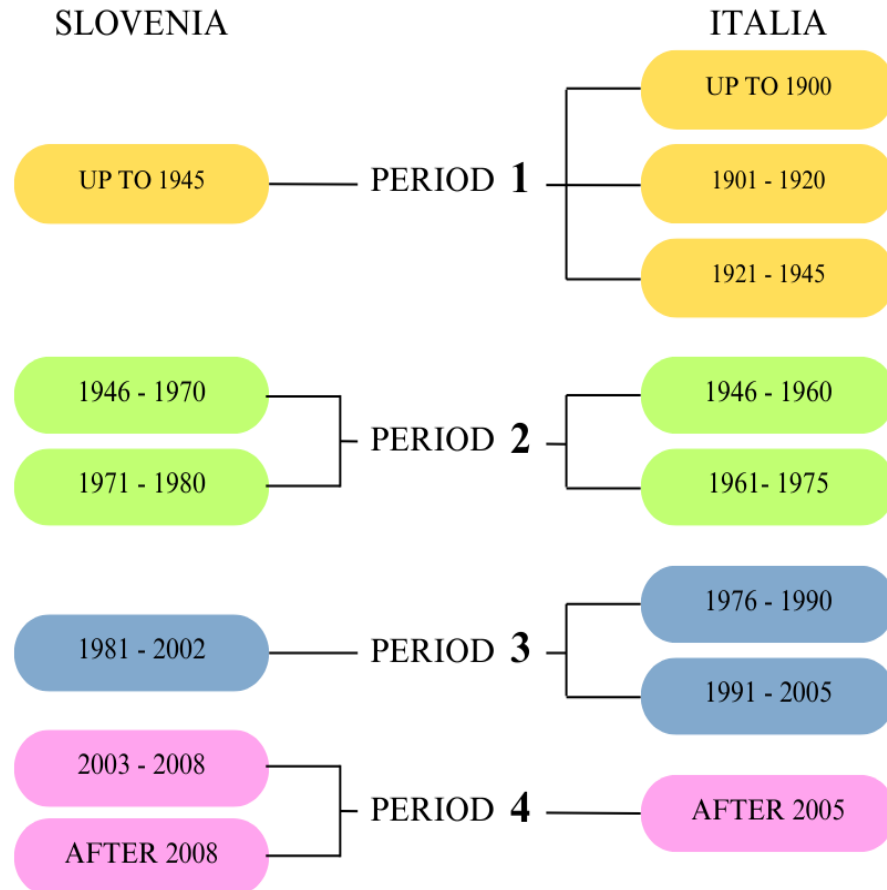 SLOVENIA
ITALIA
UP TO 1900
UP TO 1945
PERIOD 1
1901 - 1920
1921 - 1945
1946 - 1970
1946 - 1960
PERIOD 2
1971 - 1980
1961- 1975
1976 - 1990
1981 - 2002
PERIOD 3
1991 - 2005
2003 - 2008
PERIOD 4
AFTER 2005
AFTER 2008